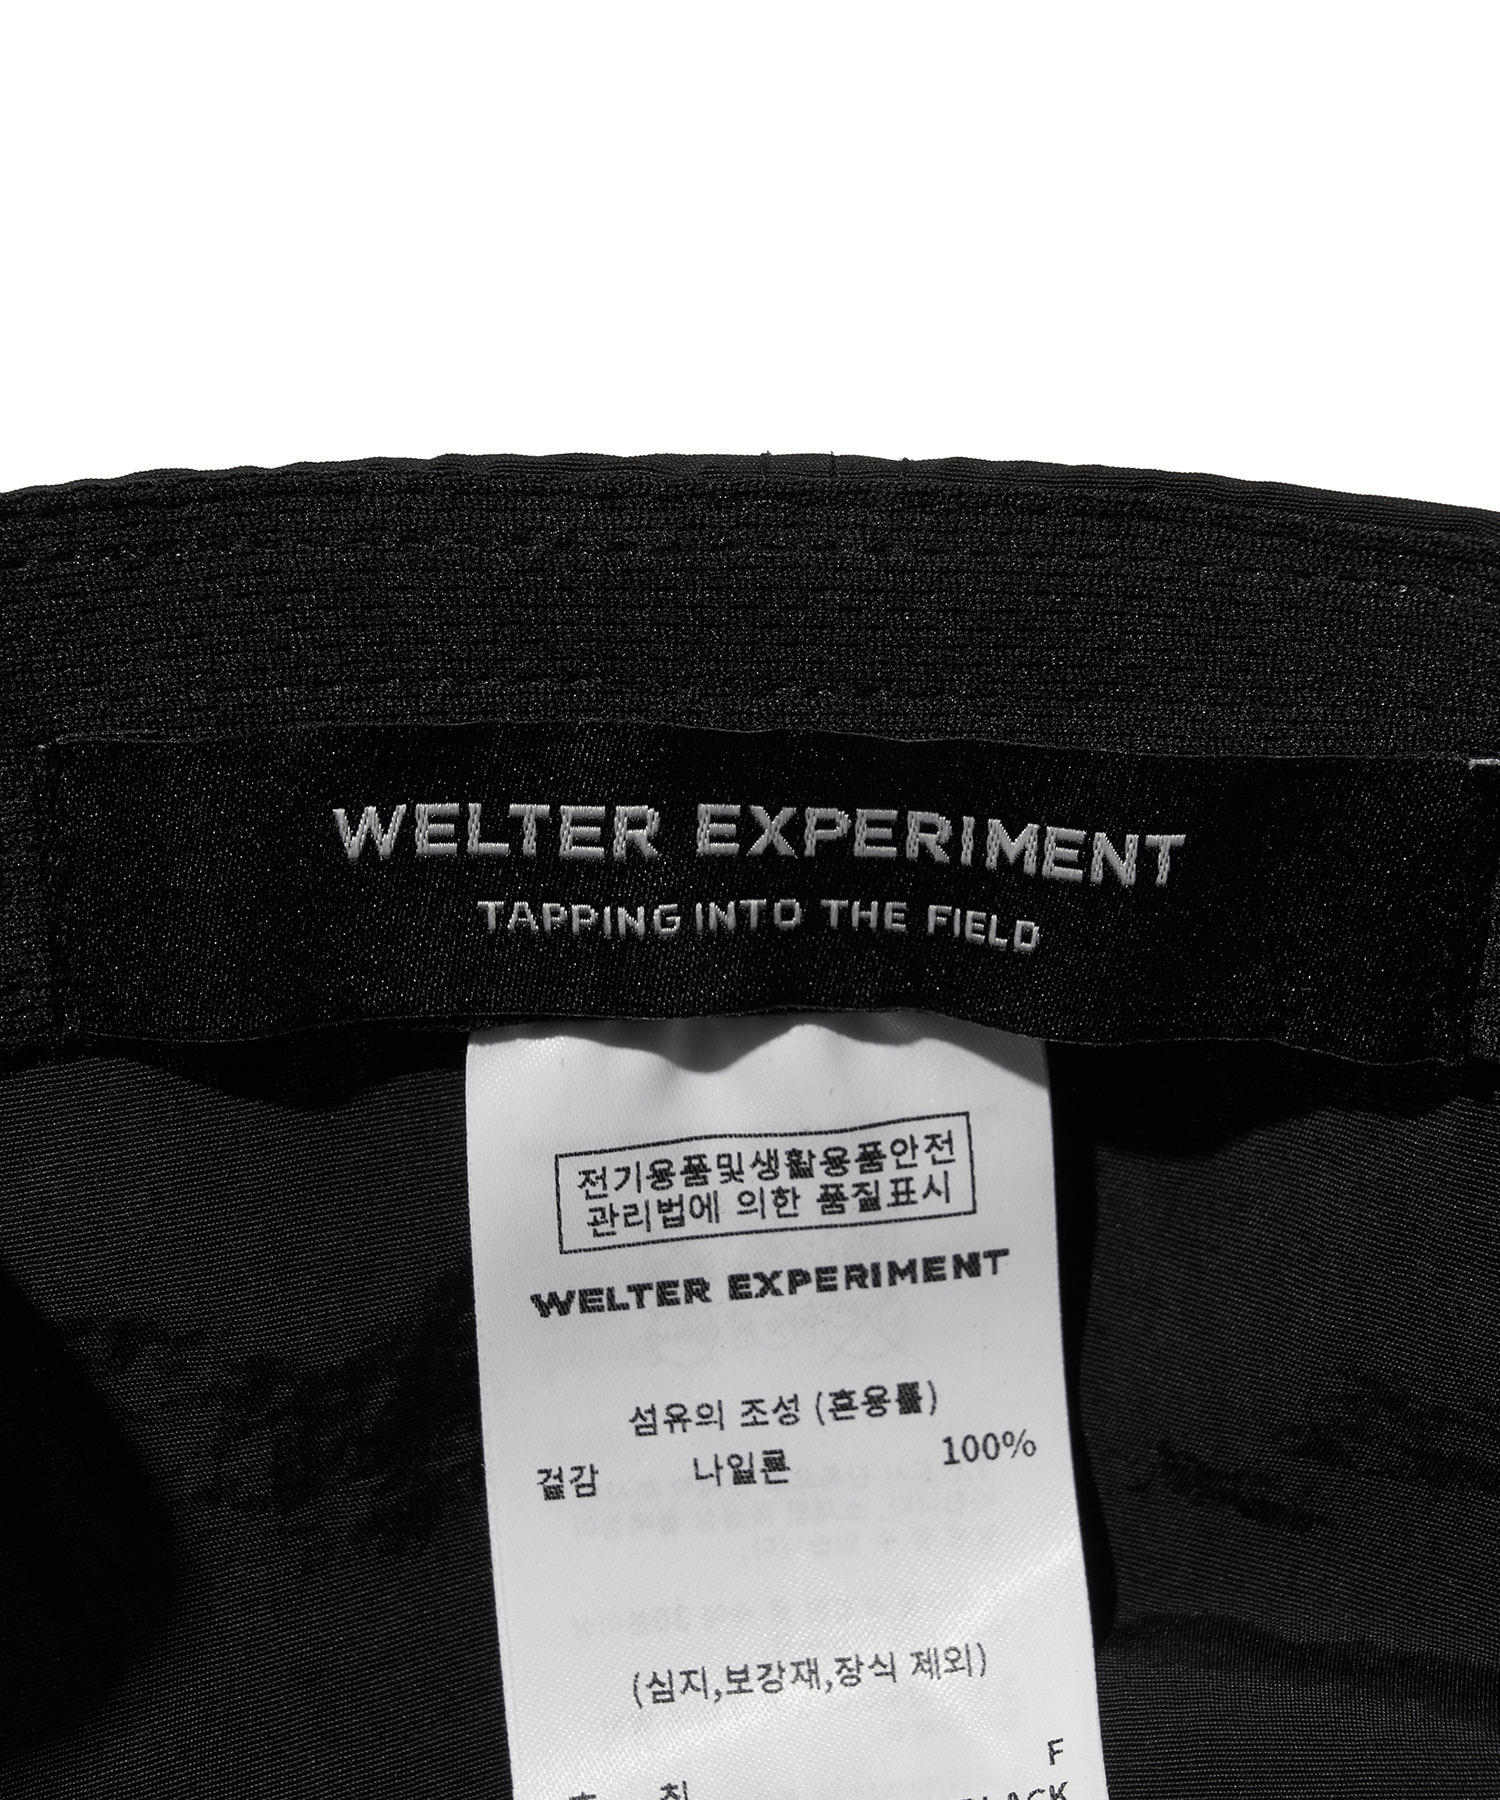 WELTER EXPERIMENT
TAPPING INTO THE FIELD
전기용품및생활용품안전
관리법에 의한 품질표시
WELTER EXPERIMENT
섬유의 조성 (혼용률)
겉감 나일론 100%
(심지,보강재,장식 제외)
F